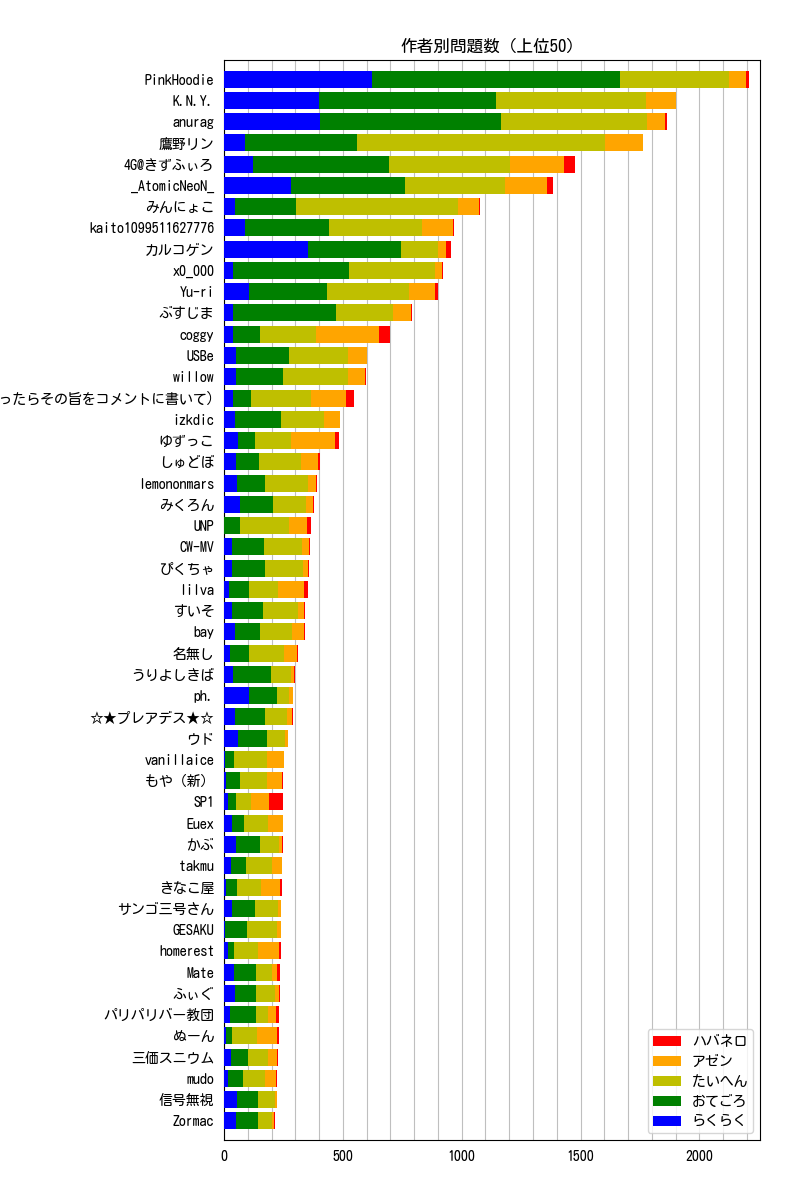 作者別問題数 (上位50)
PinkHoodie
K.N.Y.
anurag
鷹野リン
4G@きずふぃろ
_AtomicNeoN_
みんにょこ
kaito1099511627776
カルコゲン
x0_000
Yu-ri
ぶすじま
coggy
USBe
willow
ったらその旨をコメントに書いて)
izkdic
ゆずっこ
しゅどぼ
lemononmars
みくろん
UNP
CW-MV
ぴくちゃ
lilva
すいそ
bay
名無し
うりよしきば
ph.
☆★プレアデス★☆
ウド
vanillaice
もや (新)
SP1
Euex
かぶ
takmu
きなこ屋
サンゴ三号さん
GESAKU
homerest
Mate
ふぃぐ
パリパリバー教団
ぬーん
三価スニウム
mudo
信号無視
Zormac
ハバネロ
アゼン
たいへん
おてごろ
らくらく
0 500 1000 1500 2000